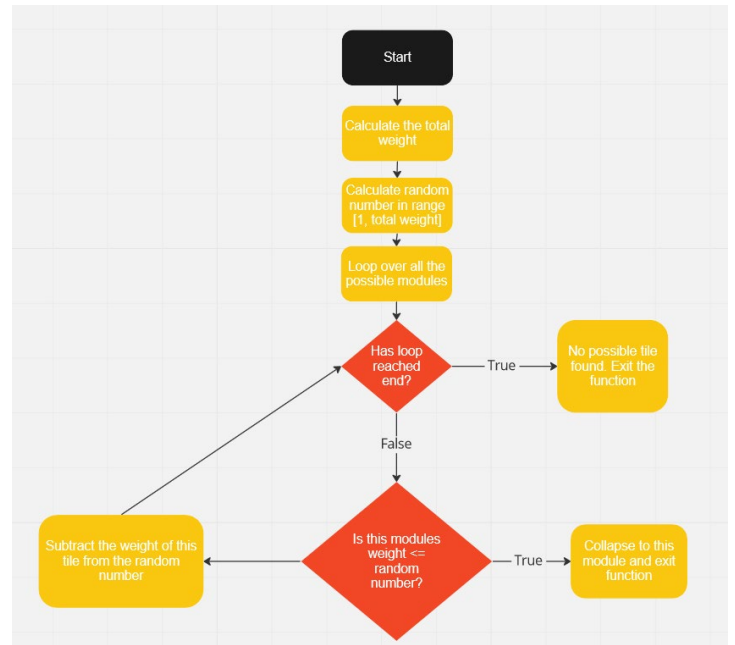 Start
Calculate the total
weight
Calculate random
number in range
[1, total weight]
Loop over all the
possible modules
Has loop
reached
end?
True
No possible tile
found. Exit the
function
False
Is this modules
weight <=
random
number?
True
Collapse to this
module and exit
function
Subtract the weight of this
tile from the random
number